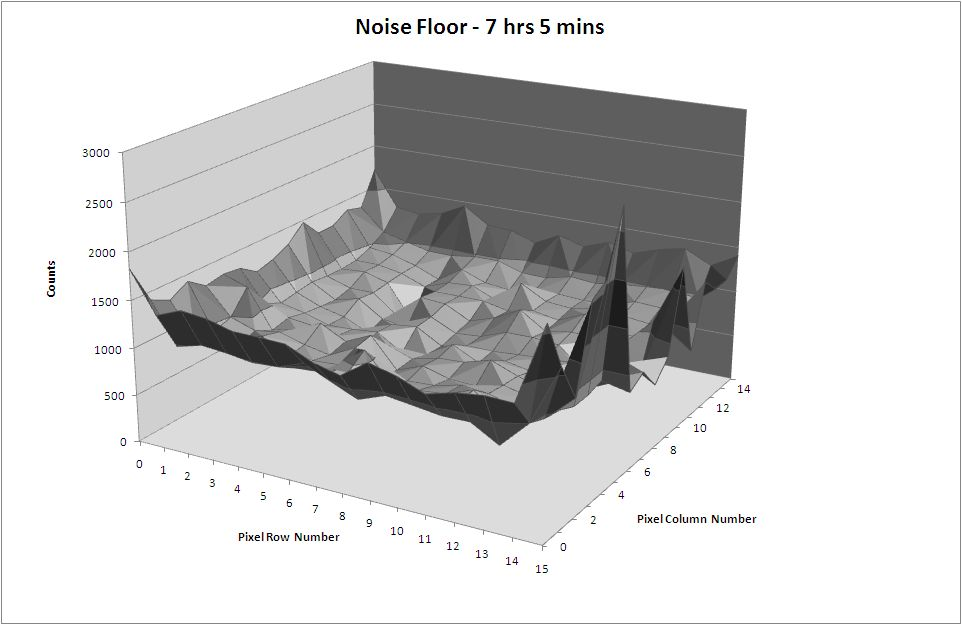 Noise Floor - 7 hrs 5 mins
3000
2500
2000
1500
1000
500
0
Counts
0 1 2 3 4 5 6 7 8 9 10 11 12 13 14 15
Pixel Row Number
0 2 4 6 8 10 12 14
Pixel Column Number